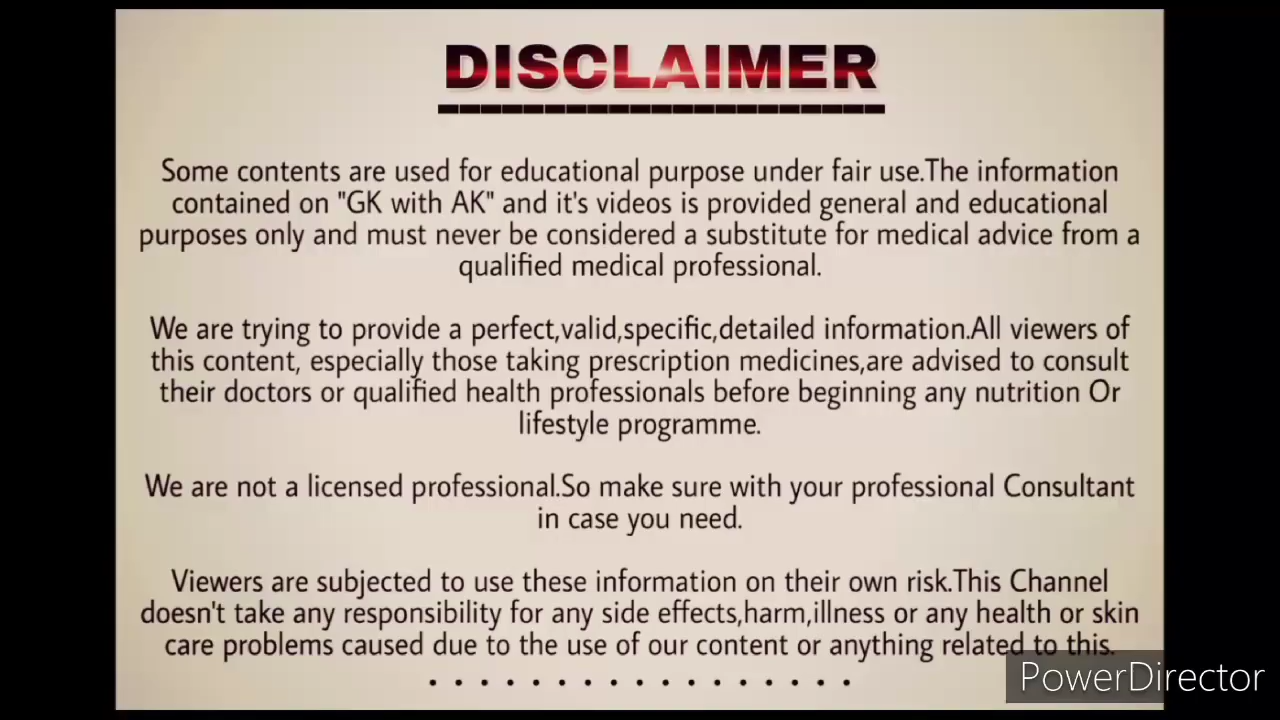 DISCLAIMER
Some contents are used for educational purpose under fair use.The information
contained on "GK with AK" and it's videos is provided general and educational
purposes only and must never be considered a substitute for medical advice from a
qualified medical professional.
We are trying to provide a perfect,valid,specific,detailed information.All viewers of
this content, especially those taking prescription medicines,are advised to consult
their doctors or qualified health professionals before beginning any nutrition Or
lifestyle programme.
We are not a licensed professional.So make sure with your professional Consultant
in case you need.
Viewers are subjected to use these information on their own risk.This Channel
doesn't take any responsibility for any side effects,harm,illness or any health or skin
care problems caused due to the use of our content or anything related to this.
PowerDirector